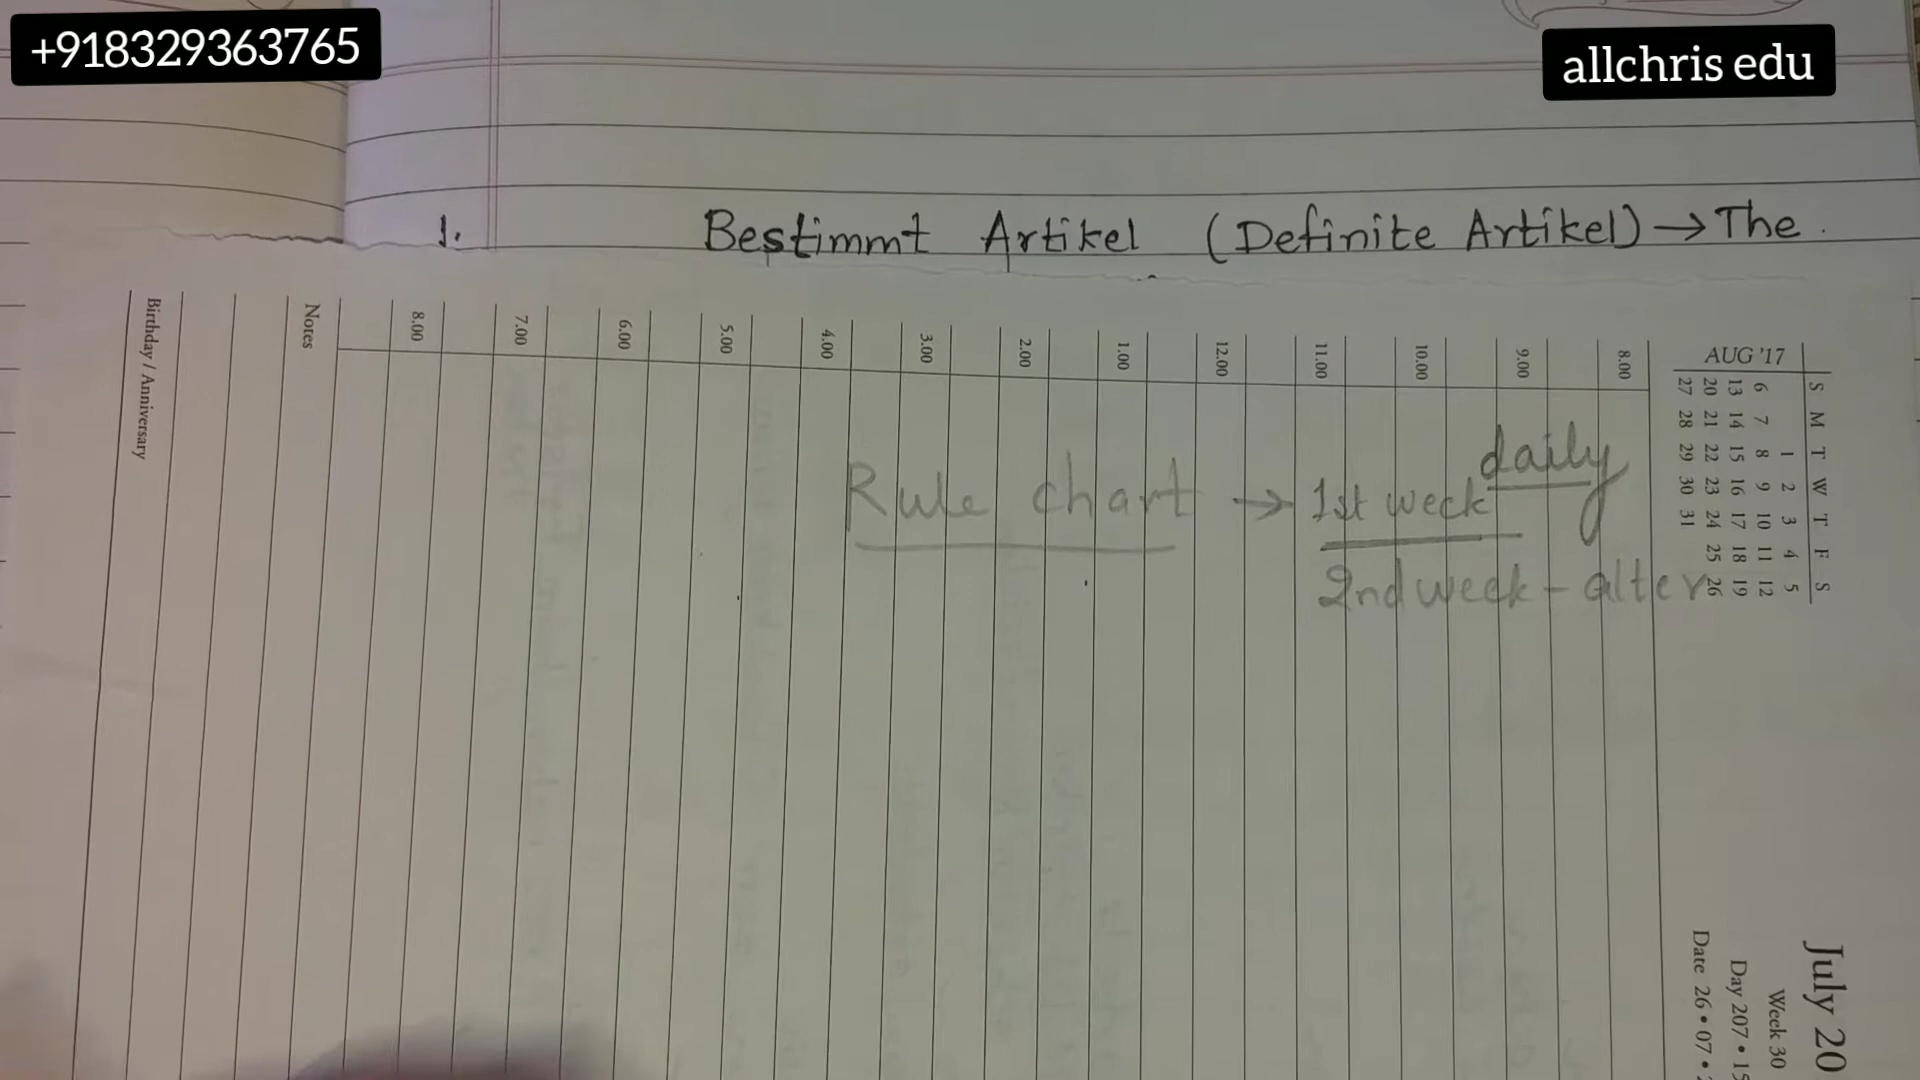 +918329363765
allchris edu
1. Bestimmt Artikel (Definite Artikel) → The
Rule chart → 1st week daily
2nd week - alter
AUG '17
S 6 13 20 27
M 7 14 21 28
T 1 8 15 22 29
W 2 9 16 23 30
T 3 10 17 24 31
F 4 11 18 25
S 5 12 19 26
8.00
9.00
10.00
11.00
12.00
1.00
2.00
3.00
4.00
5.00
6.00
7.00
8.00
Notes
Birthday / Anniversary
July 20
Week 30
Day 207 • 15
Date 26 • 07 •